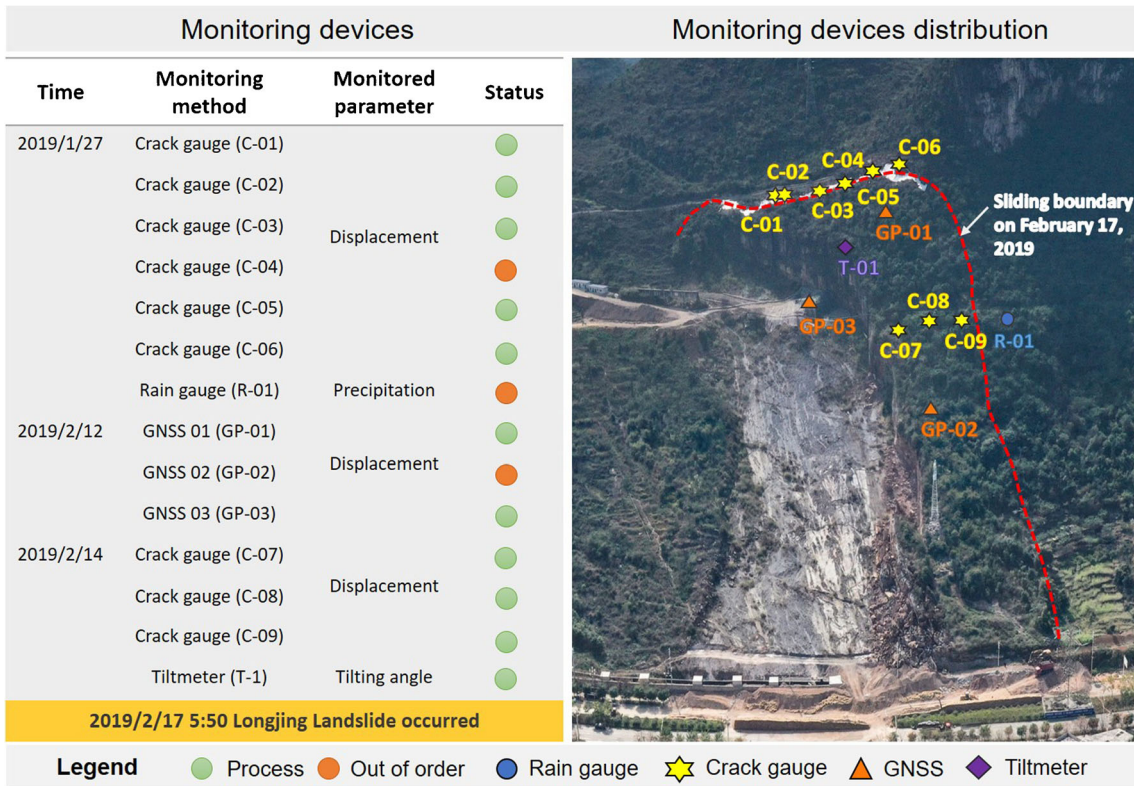 Monitoring devices
Time
Monitoring method
Monitored parameter
Status
2019/1/27
Crack gauge (C-01)
Crack gauge (C-02)
Crack gauge (C-03)
Displacement
Crack gauge (C-04)
Crack gauge (C-05)
Crack gauge (C-06)
Rain gauge (R-01)
Precipitation
2019/2/12
GNSS 01 (GP-01)
GNSS 02 (GP-02)
Displacement
GNSS 03 (GP-03)
2019/2/14
Crack gauge (C-07)
Crack gauge (C-08)
Displacement
Crack gauge (C-09)
Tiltmeter (T-1)
Tilting angle
2019/2/17 5:50 Longjing Landslide occurred
Monitoring devices distribution
C-06
C-04
C-02
C-05
C-03
C-01
Sliding boundary
on February 17,
2019
GP-01
T-01
C-08
GP-03
C-09
R-01
C-07
GP-02
Legend
Process
Out of order
Rain gauge
Crack gauge
GNSS
Tiltmeter